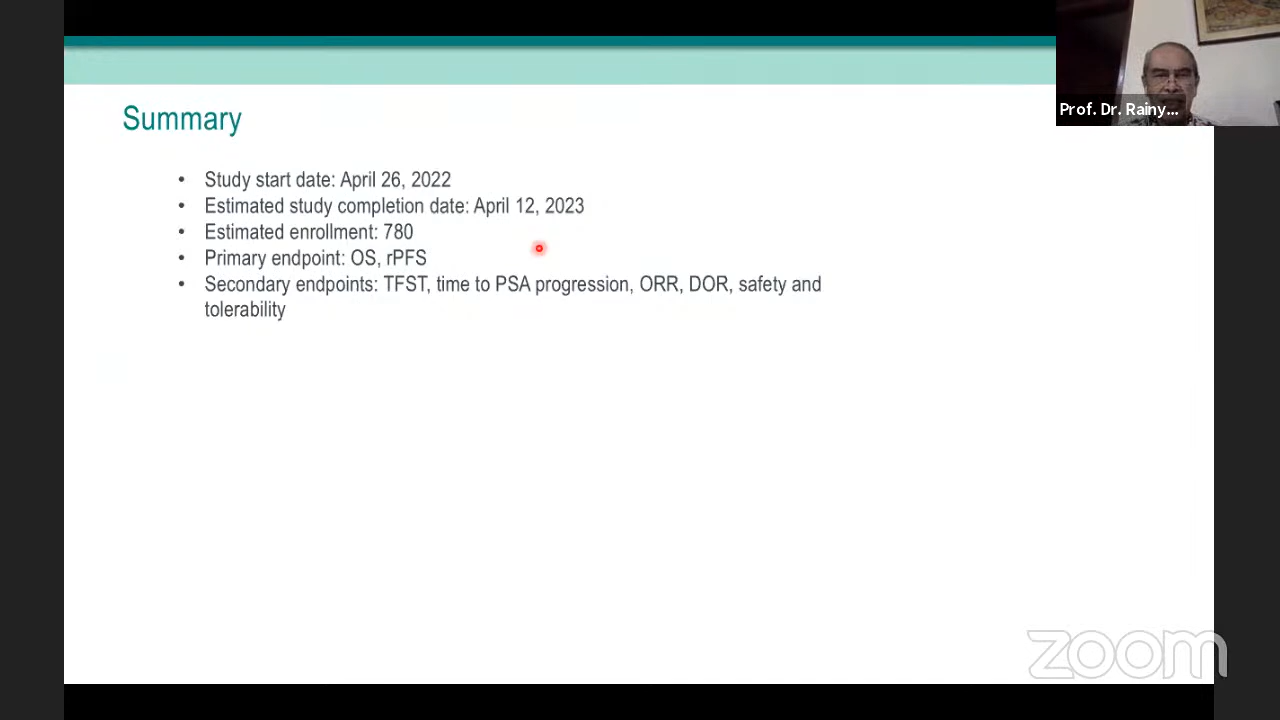 Summary
• Study start date: April 26, 2022
• Estimated study completion date: April 12, 2023
• Estimated enrollment: 780
• Primary endpoint: OS, rPFS
• Secondary endpoints: TFST, time to PSA progression, ORR, DOR, safety and
tolerability
Prof. Dr. Rainy...
zoom